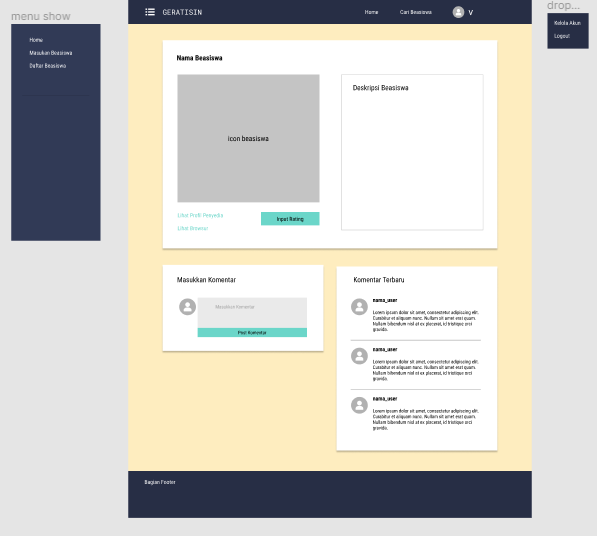 menu show
Home
Masukan Beasiswa
Daftar Beasiswa
GERATISIN
Home
Cari Beasiswa
V
drop...
Kelola Akun
Logout
Nama Beasiswa
icon beasiswa
Deskripsi Beasiswa
Lihat Profil Penyedia
Lihat Browsur
Input Rating
Masukkan Komentar
Masukkan Komentar
Post Komentar
Komentar Terbaru
nama_user
Lorem ipsum dolor sit amet, consectetur adipiscing elit.
Curabitur et aliquam nunc. Nullam sit amet erat quam.
Nullam bibendum nisl at ex placerat, id tristique orci
gravida.
nama_user
Lorem ipsum dolor sit amet, consectetur adipiscing elit.
Curabitur et aliquam nunc. Nullam sit amet erat quam.
Nullam bibendum nisl at ex placerat, id tristique orci
gravida.
nama_user
Lorem ipsum dolor sit amet, consectetur adipiscing elit.
Curabitur et aliquam nunc. Nullam sit amet erat quam.
Nullam bibendum nisl at ex placerat, id tristique orci
gravida.
Bagian Footer